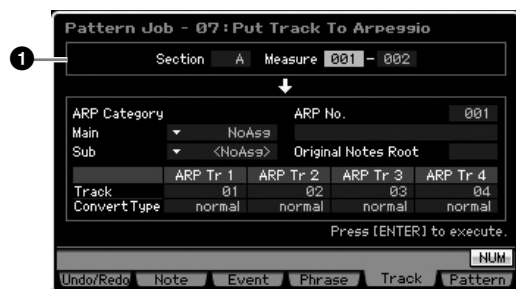 Pattern Job - 07:Put Track To Arpeggio
1
Section A Measure 001 - 002
ARP Category ARP No. 001
Main NoAsg
Sub <NoAsg> Original Notes Root
ARP Tr 1 ARP Tr 2 ARP Tr 3 ARP Tr 4
Track 01 02 03 04
ConvertType normal normal normal normal
Press [ENTER] to execute.
NUM
Undo/Redo Note Event Phrase Track Pattern